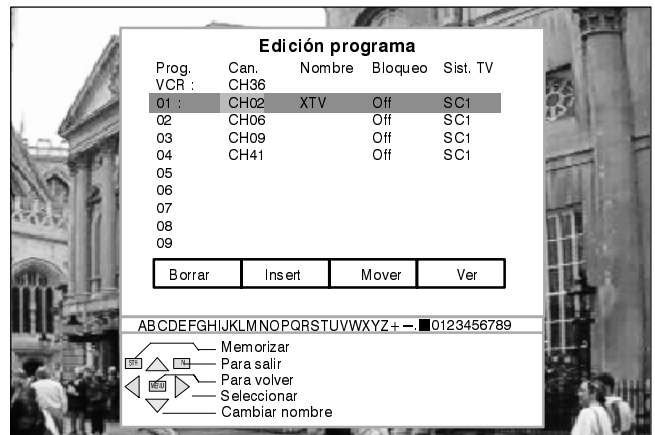 Edición programa
Prog. Can. Nombre Bloqueo Sist. TV
VCR : CH36
01 : CH02 XTV Off SC1
02 CH06 Off SC1
03 CH09 Off SC1
04 CH41 Off SC1
05
06
07
08
09
Borrar Insert Mover Ver
ABCDEFGHIJKLMNOPQRSTUVWXYZ+—.■0123456789
Memorizar
STR N
Para salir
MENU Para volver
Seleccionar
Cambiar nombre